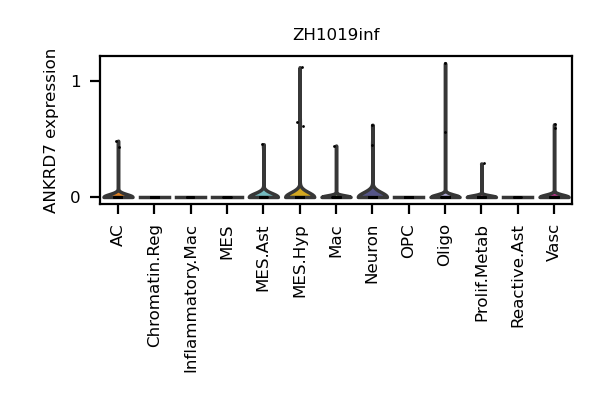 ZH1019inf
ANKRD7 expression
1
0
AC
Chromatin.Reg
Inflammatory.Mac
MES
MES.Ast
MES.Hyp
Mac
Neuron
OPC
Oligo
Prolif.Metab
Reactive.Ast
Vasc